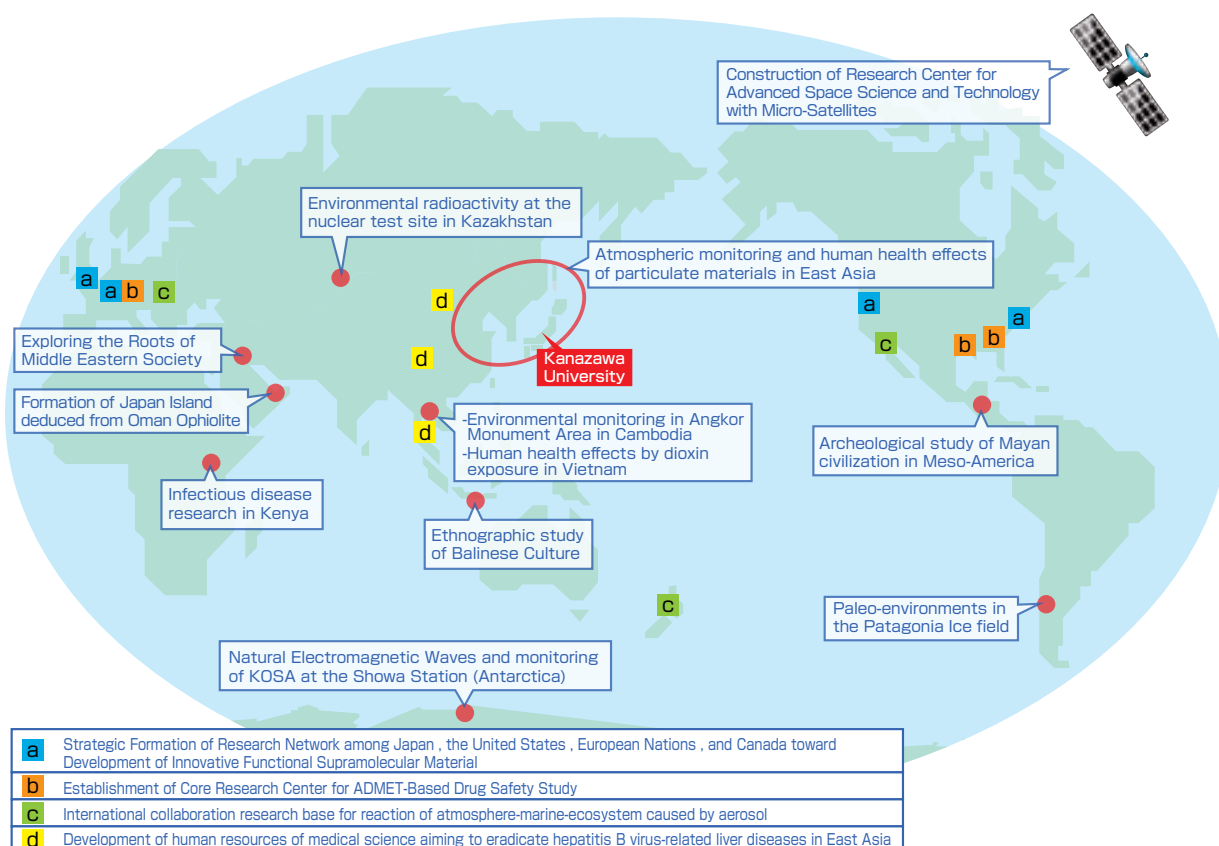 Construction of Research Center for
Advanced Space Science and Technology
with Micro-Satellites
Environmental radioactivity at the
nuclear test site in Kazakhstan
Atmospheric monitoring and human health effects
of particulate materials in East Asia
a
a
b
c
d
d
d
a
c
b
b
a
Kanazawa
University
Exploring the Roots of
Middle Eastern Society
Formation of Japan Island
deduced from Oman Ophiolite
-Environmental monitoring in Angkor
Monument Area in Cambodia
-Human health effects by dioxin
exposure in Vietnam
Archeological study of Mayan
civilization in Meso-America
Infectious disease
research in Kenya
Ethnographic study
of Balinese Culture
c
Paleo-environments in
the Patagonia Ice field
Natural Electromagnetic Waves and monitoring
of KOSA at the Showa Station (Antarctica)
a Strategic Formation of Research Network among Japan , the United States , European Nations , and Canada toward
Development of Innovative Functional Supramolecular Material
b Establishment of Core Research Center for ADMET-Based Drug Safety Study
c International collaboration research base for reaction of atmosphere-marine-ecosystem caused by aerosol
d Development of human resources of medical science aiming to eradicate hepatitis B virus-related liver diseases in East Asia